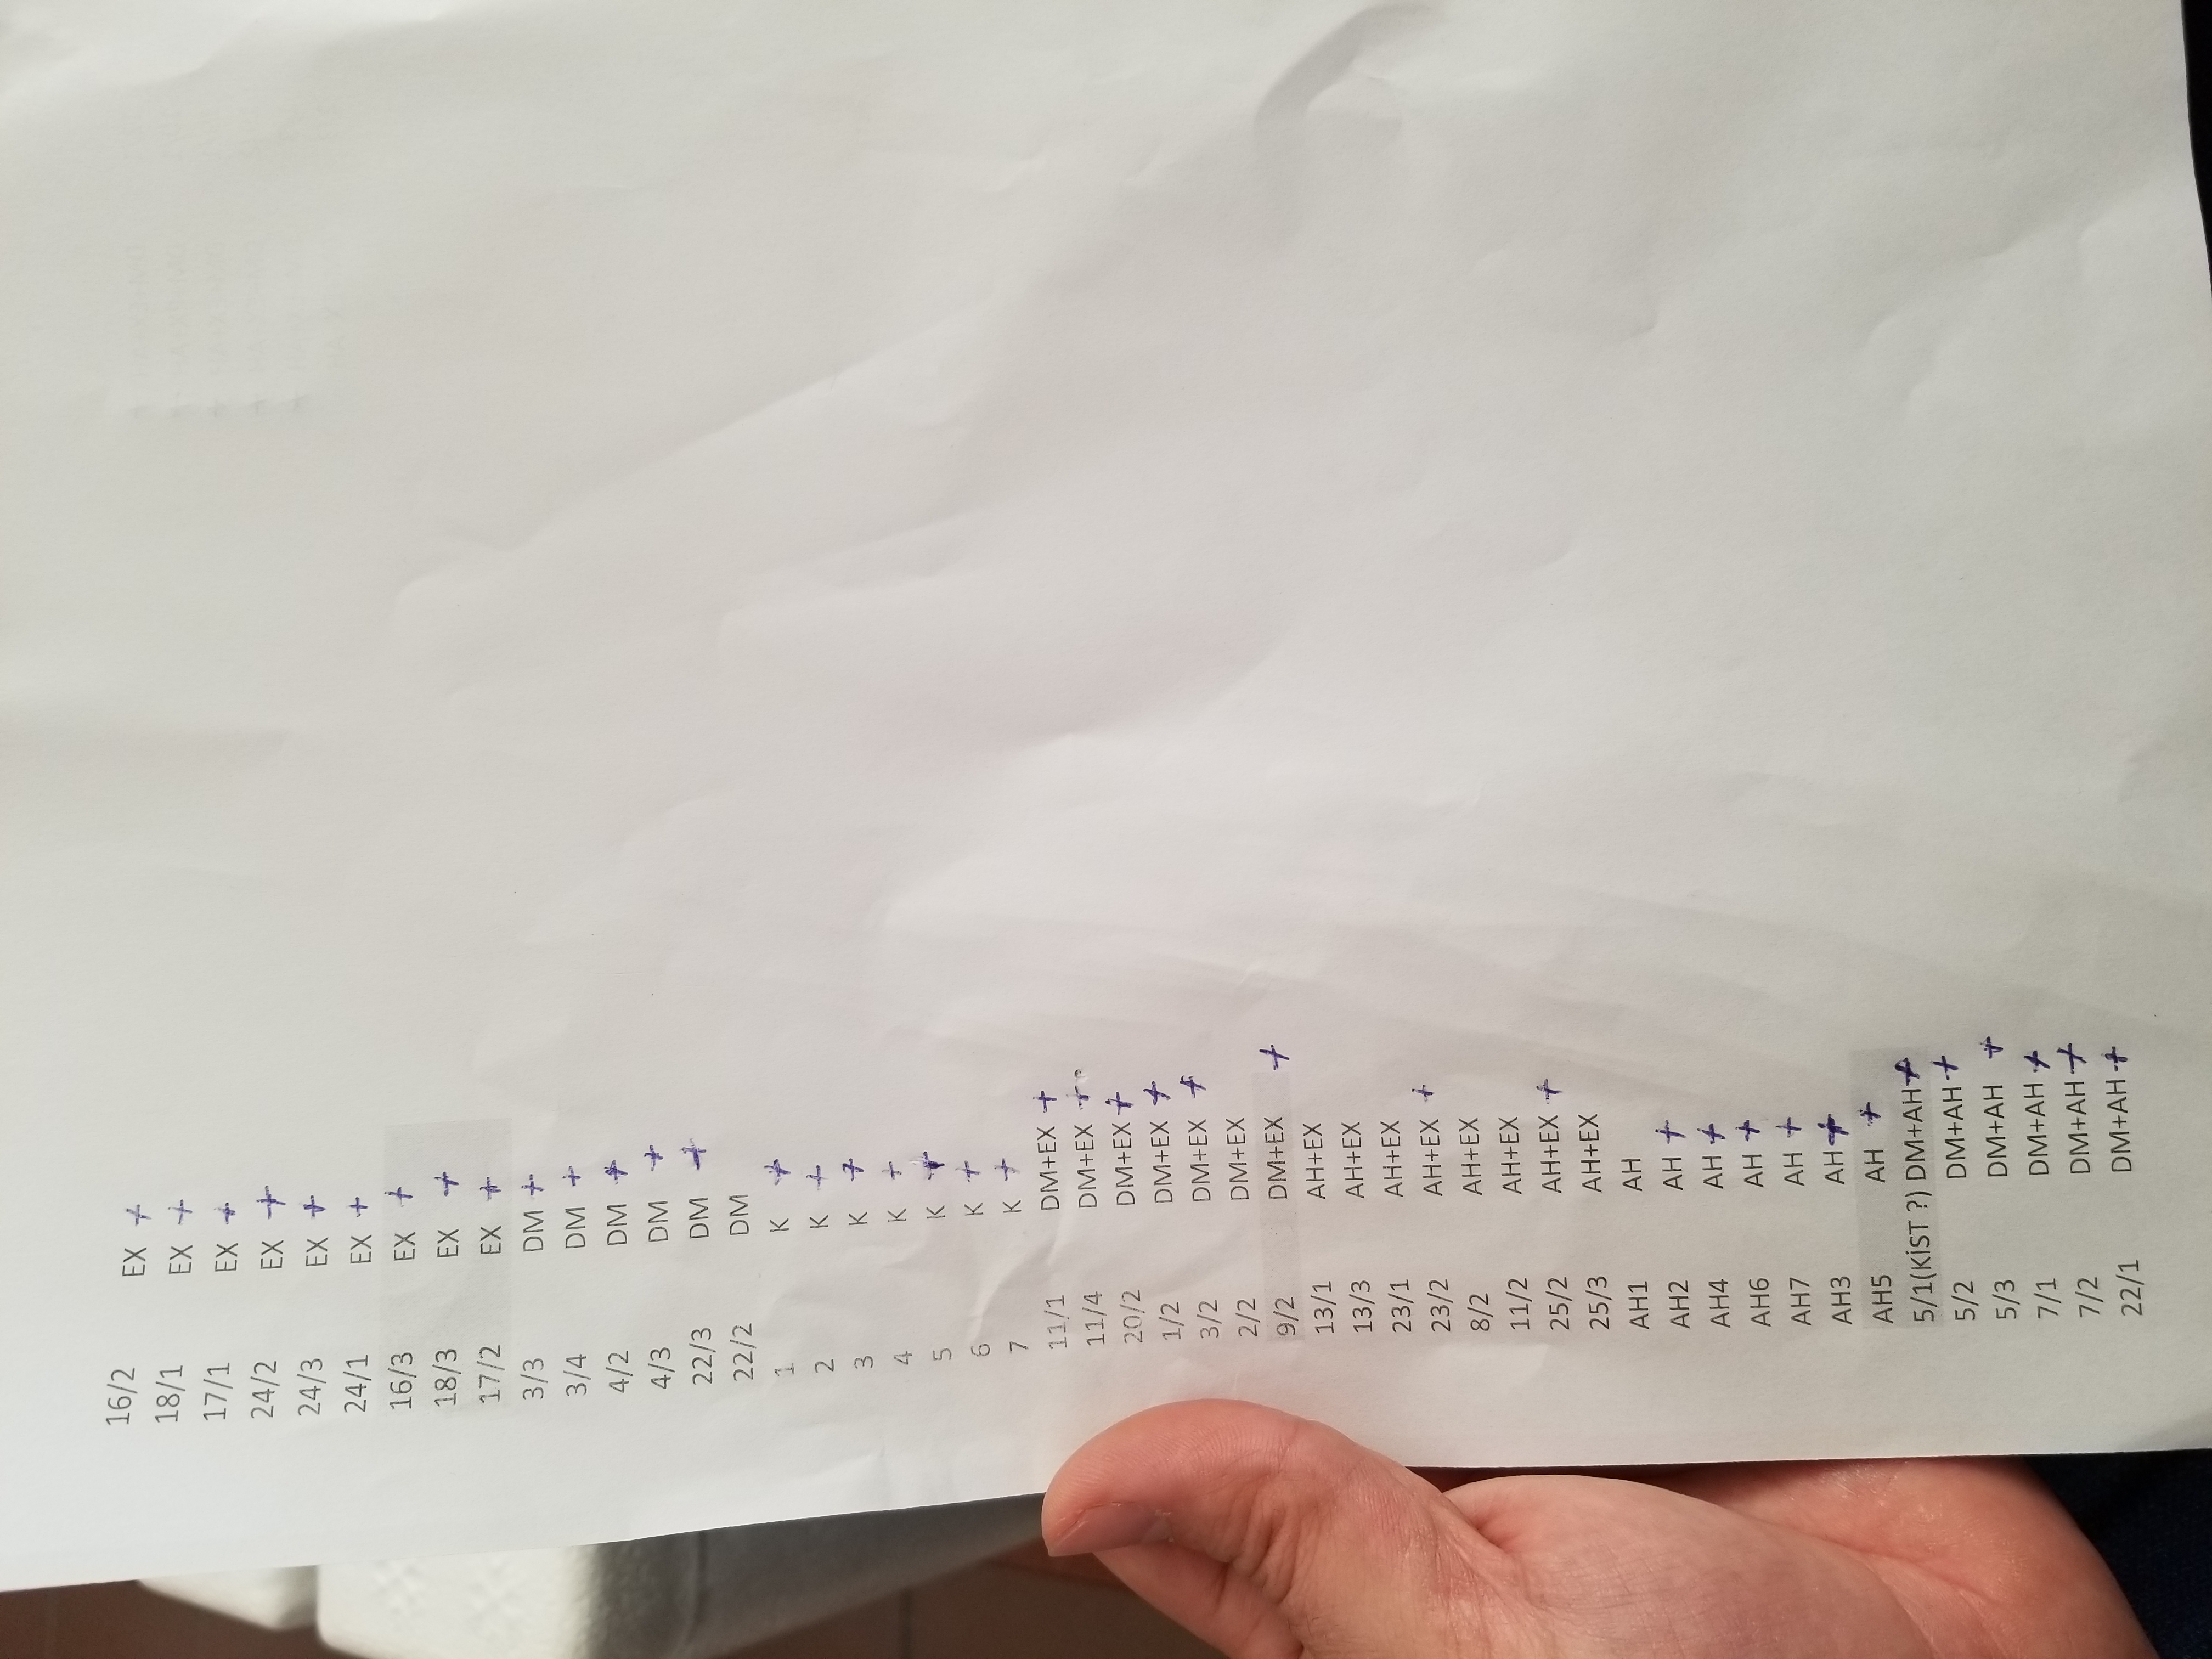 16/2 EX +
18/1 EX +
17/1 EX +
24/2 EX +
24/3 EX +
24/1 EX +
16/3 EX +
18/3 EX +
17/2 EX +
3/3 DM +
3/4 DM +
4/2 DM +
4/3 DM +
22/3 DM +
22/2 DM
1 K +
2 K +
3 K +
4 K +
5 K +
6 K +
7 K +
11/1 DM+EX +
11/4 DM+EX +
20/2 DM+EX +
1/2 DM+EX +
3/2 DM+EX +
2/2 DM+EX
9/2 DM+EX +
13/1 AH+EX
13/3 AH+EX
23/1 AH+EX
23/2 AH+EX +
8/2 AH+EX
11/2 AH+EX
25/2 AH+EX +
25/3 AH+EX
AH1 AH
AH2 AH +
AH4 AH +
AH6 AH +
AH7 AH +
AH3 AH +
AH5 AH +
5/1(KİST ?) DM+AH +
5/2 DM+AH +
5/3 DM+AH +
7/1 DM+AH +
7/2 DM+AH +
22/1 DM+AH +